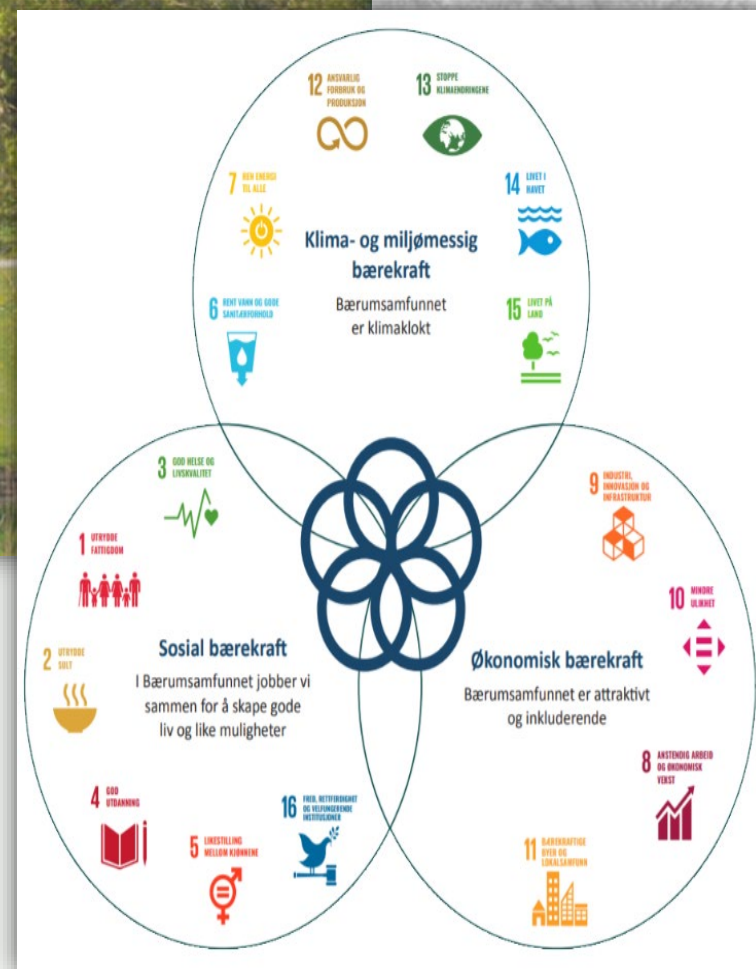 12 ANSVARLIG
FORBRUK OG
PRODUKSJON
13 STOPPE
KLIMAENDRINGENE
7 REN ENERGI
TIL ALLE
14 LIVET I
HAVET
Klima- og miljømessig
bærekraft
6 RENT VANN OG GODE
SANITÆRFORHOLD
Bærumsamfunnet
er klimaklokt
15 LIVET PÅ
LAND
3 GOD HELSE OG
LIVSKVALITET
9 INDUSTRI,
INNOVASJON OG
INFRASTRUKTUR
1 UTRYDDE
FATTIGDOM
10 MINDRE
ULIKHET
2 UTRYDDE
SULT
Sosial bærekraft
I Bærumsamfunnet jobber vi
sammen for å skape gode
liv og like muligheter
Økonomisk bærekraft
Bærumsamfunnet er attraktivt
og inkluderende
8 ANSTENDIG ARBEID
OG ØKONOMISK
VEKST
4 GOD
UTDANNING
16 FRED, RETTFERDIGHET
OG VELFUNGERENDE
INSTITUSJONER
5 LIKESTILLING
MELLOM KJØNNENE
11 BÆREKRAFTIGE
BYER OG
LOKALSAMFUNN